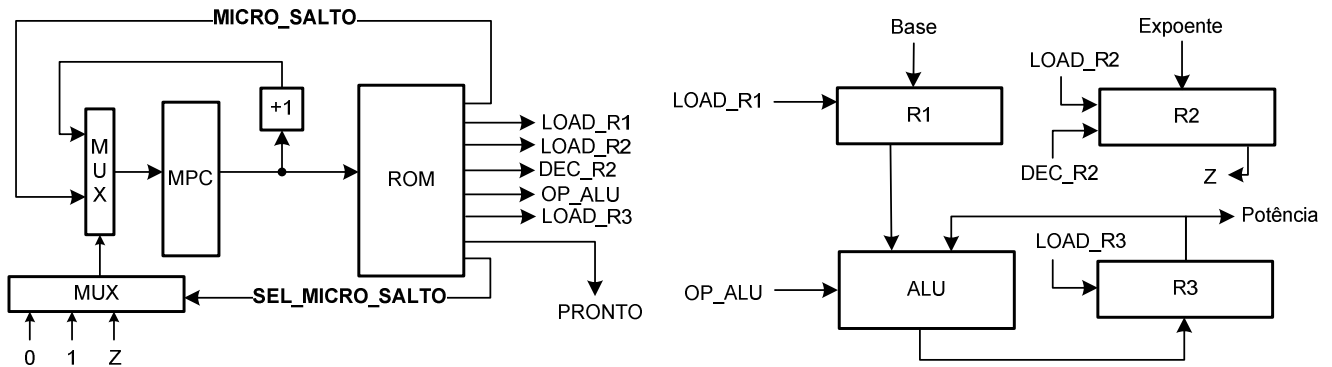 MICRO_SALTO
+1
MUX
MPC
ROM
LOAD_R1
LOAD_R2
DEC_R2
OP_ALU
LOAD_R3
MUX
SEL_MICRO_SALTO
PRONTO
0 1 Z
Base
Expoente
LOAD_R1
R1
LOAD_R2
R2
DEC_R2
Z
Potência
LOAD_R3
OP_ALU
ALU
R3